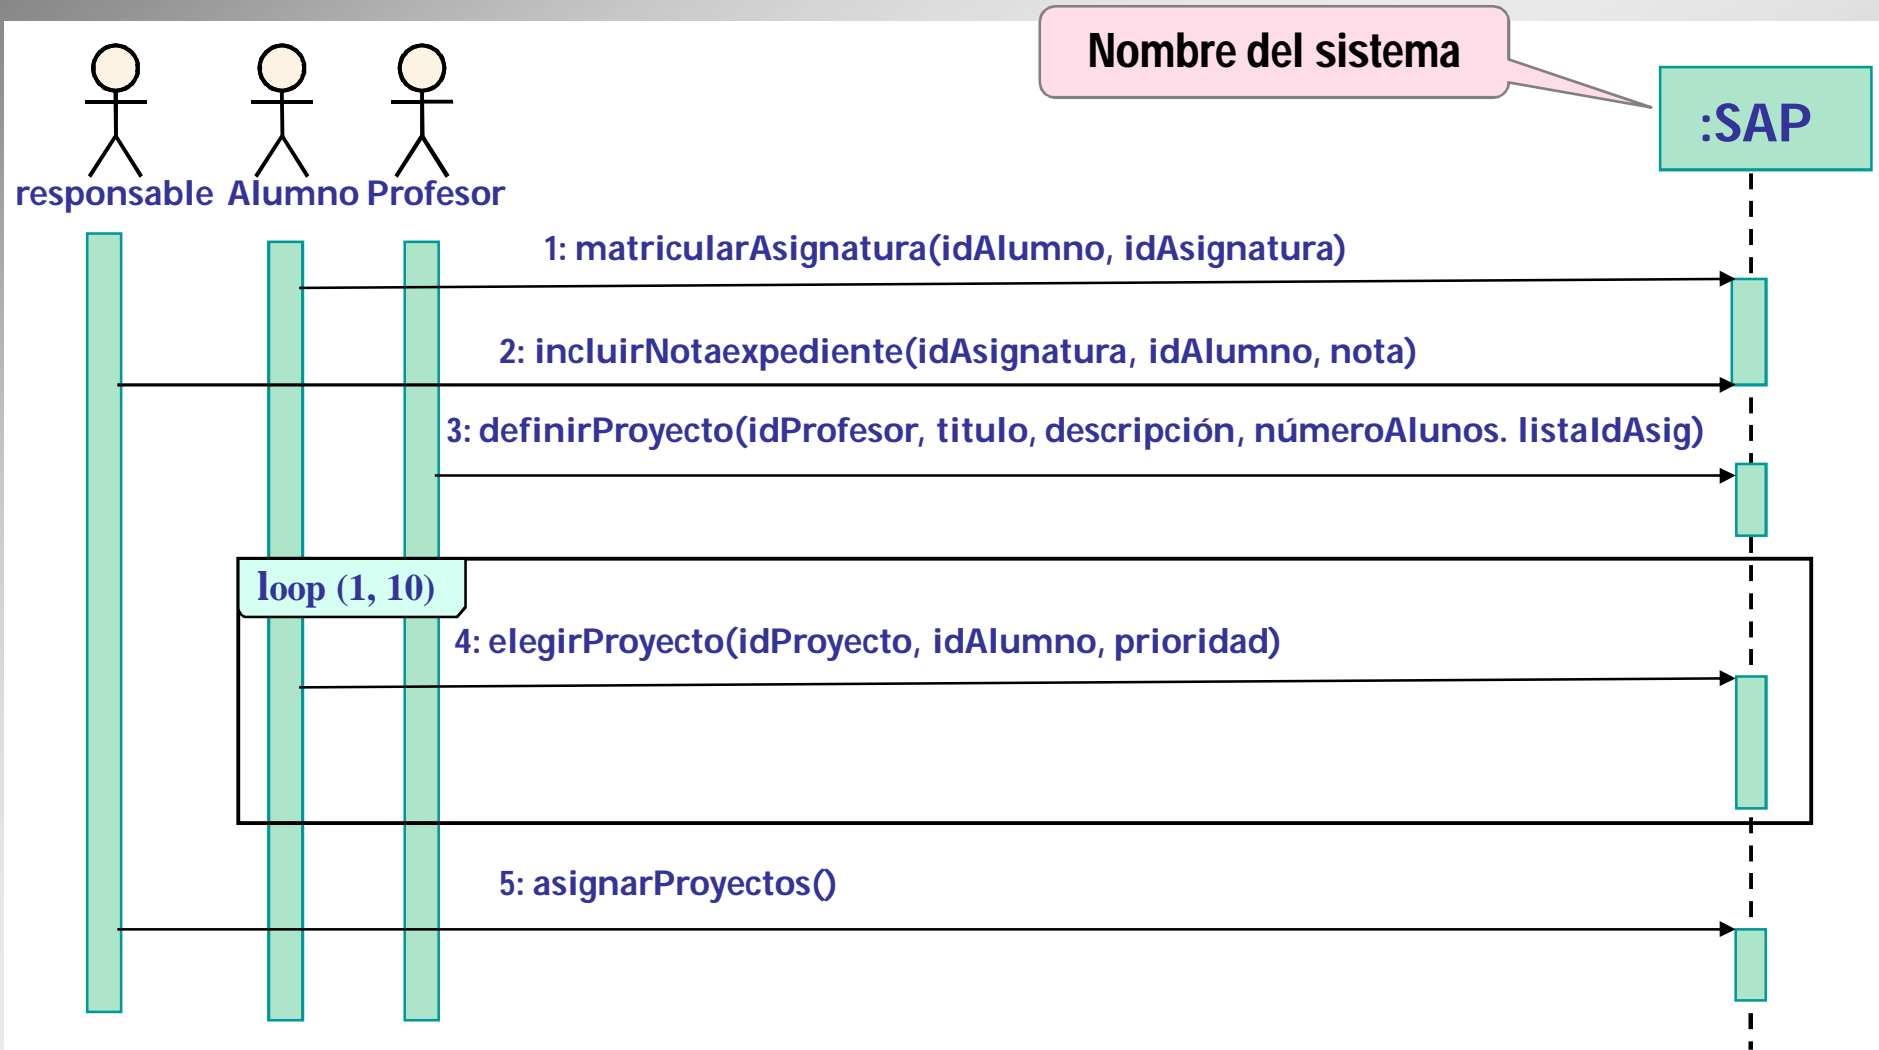 Nombre del sistema
:SAP
responsable Alumno Profesor
1: matricularAsignatura(idAlumno, idAsignatura)
2: incluirNotaexpediente(idAsignatura, idAlumno, nota)
3: definirProyecto(idProfesor, titulo, descripción, númeroAlunos. listaIdAsig)
loop (1, 10)
4: elegirProyecto(idProyecto, idAlumno, prioridad)
5: asignarProyectos()